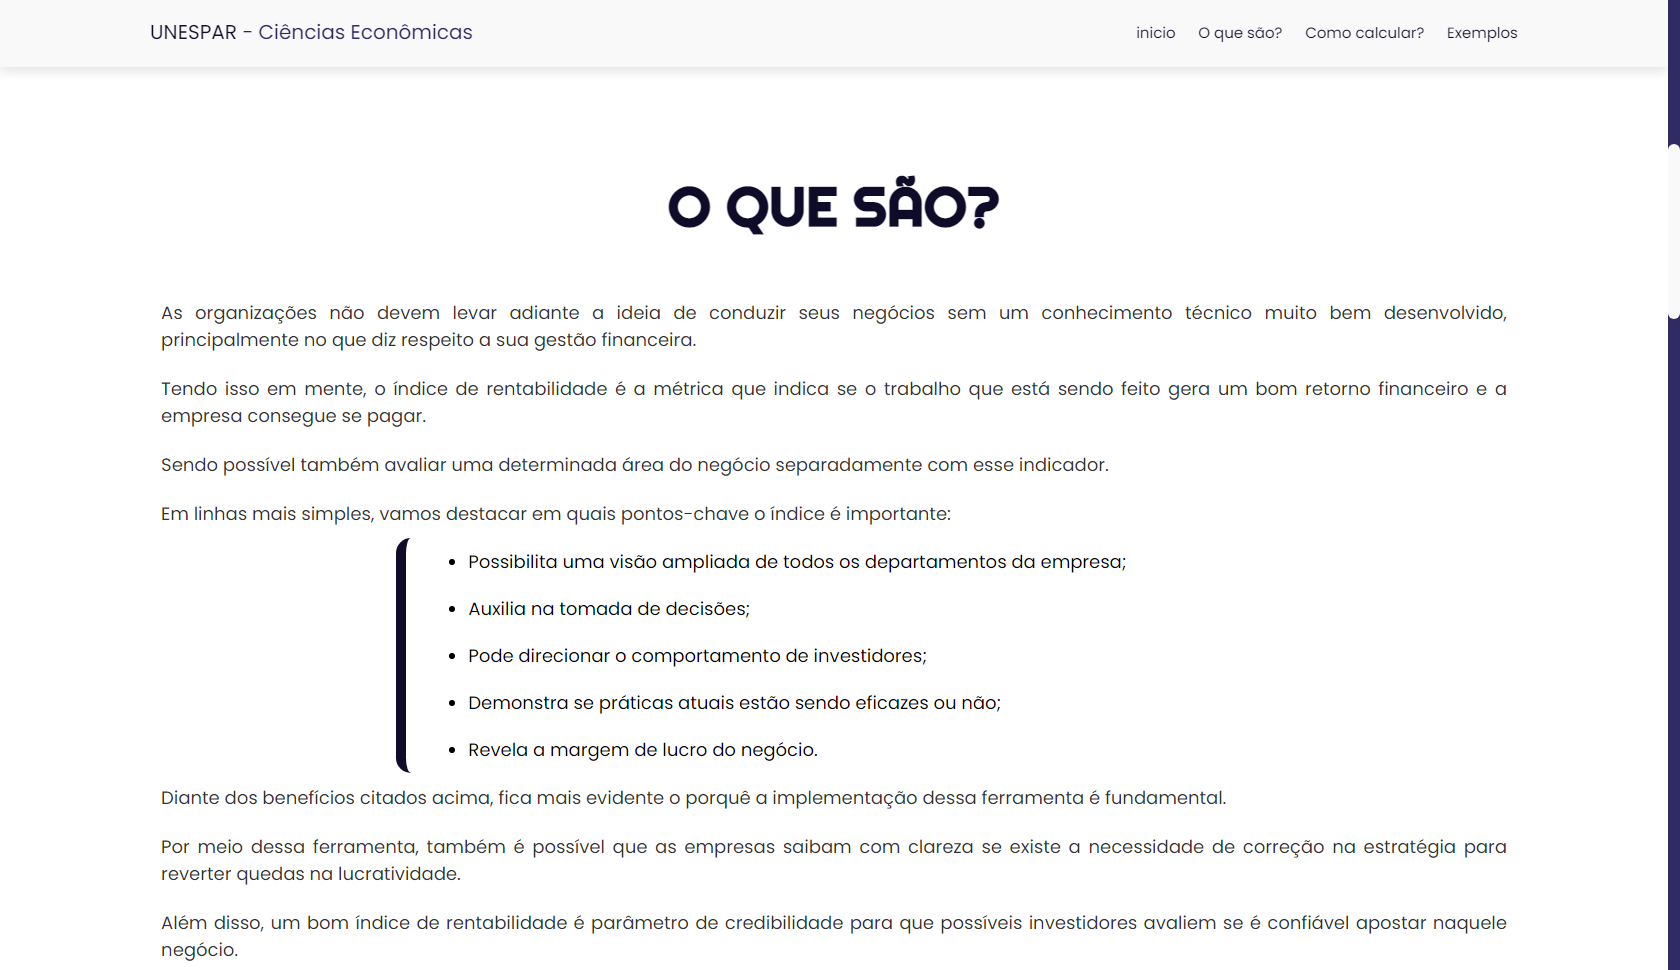 UNESPAR - Ciências Econômicas
inicio O que são? Como calcular? Exemplos
O QUE SÃO?
As organizações não devem levar adiante a ideia de conduzir seus negócios sem um conhecimento técnico muito bem desenvolvido,
principalmente no que diz respeito a sua gestão financeira.
Tendo isso em mente, o índice de rentabilidade é a métrica que indica se o trabalho que está sendo feito gera um bom retorno financeiro e a
empresa consegue se pagar.
Sendo possível também avaliar uma determinada área do negócio separadamente com esse indicador.
Em linhas mais simples, vamos destacar em quais pontos-chave o índice é importante:
• Possibilita uma visão ampliada de todos os departamentos da empresa;
• Auxilia na tomada de decisões;
• Pode direcionar o comportamento de investidores;
• Demonstra se práticas atuais estão sendo eficazes ou não;
• Revela a margem de lucro do negócio.
Diante dos benefícios citados acima, fica mais evidente o porquê a implementação dessa ferramenta é fundamental.
Por meio dessa ferramenta, também é possível que as empresas saibam com clareza se existe a necessidade de correção na estratégia para
reverter quedas na lucratividade.
Além disso, um bom índice de rentabilidade é parâmetro de credibilidade para que possíveis investidores avaliem se é confiável apostar naquele
negócio.